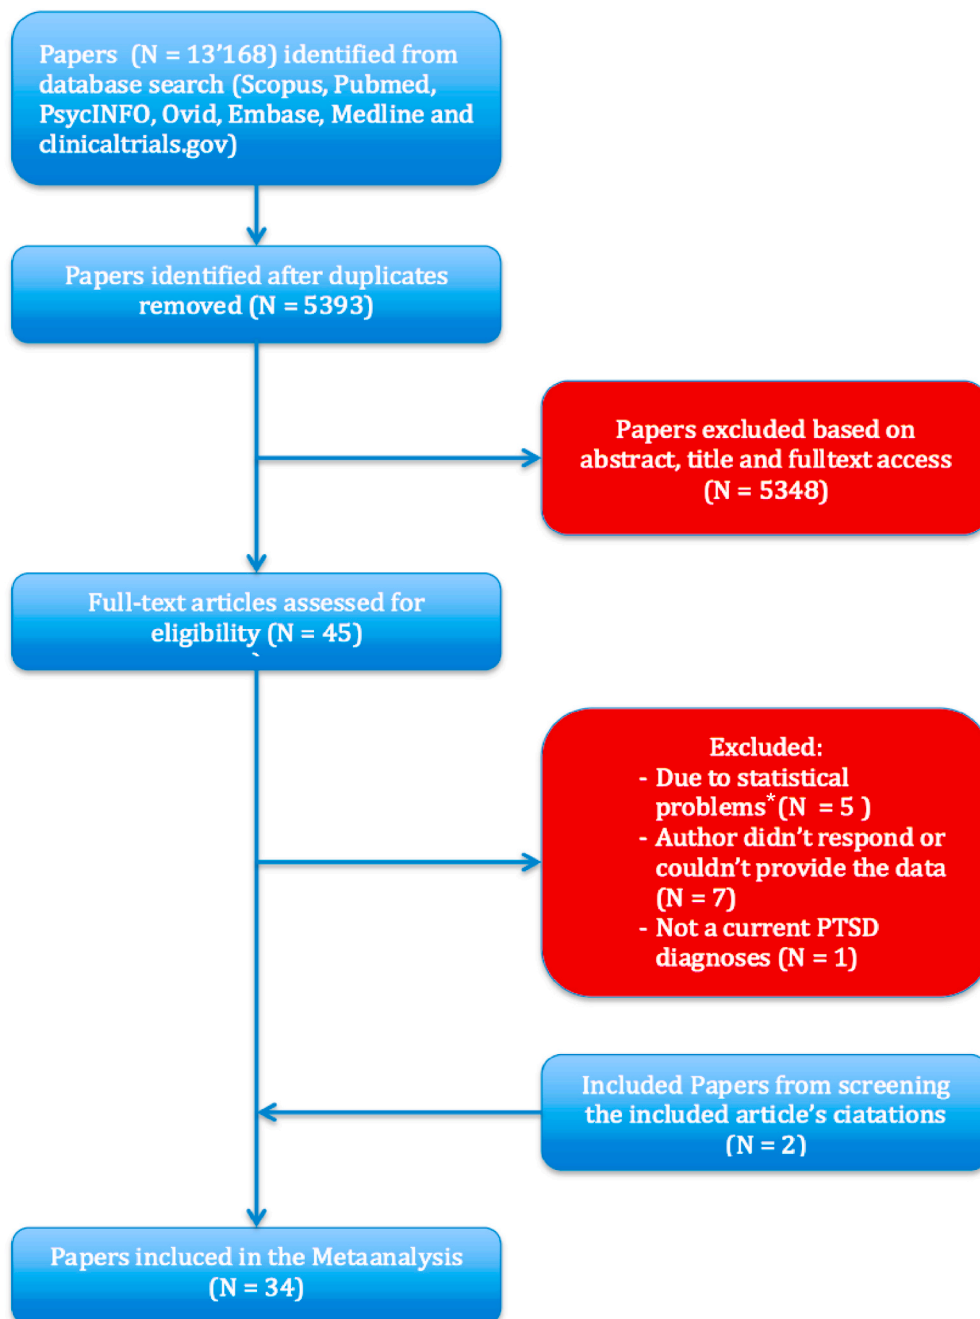 Papers (N = 13’168) identified from
database search (Scopus, Pubmed,
PsycINFO, Ovid, Embase, Medline and
clinicaltrials.gov)
Papers identified after duplicates
removed (N = 5393)
Papers excluded based on
abstract, title and fulltext access
(N = 5348)
Full-text articles assessed for
eligibility (N = 45)
Excluded:
- Due to statistical
problems* (N = 5 )
- Author didn’t respond or
couldn’t provide the data
(N = 7)
- Not a current PTSD
diagnoses (N = 1)
Included Papers from screening
the included article’s ciatations
(N = 2)
Papers incluced in the Metaanalysis
(N = 34)